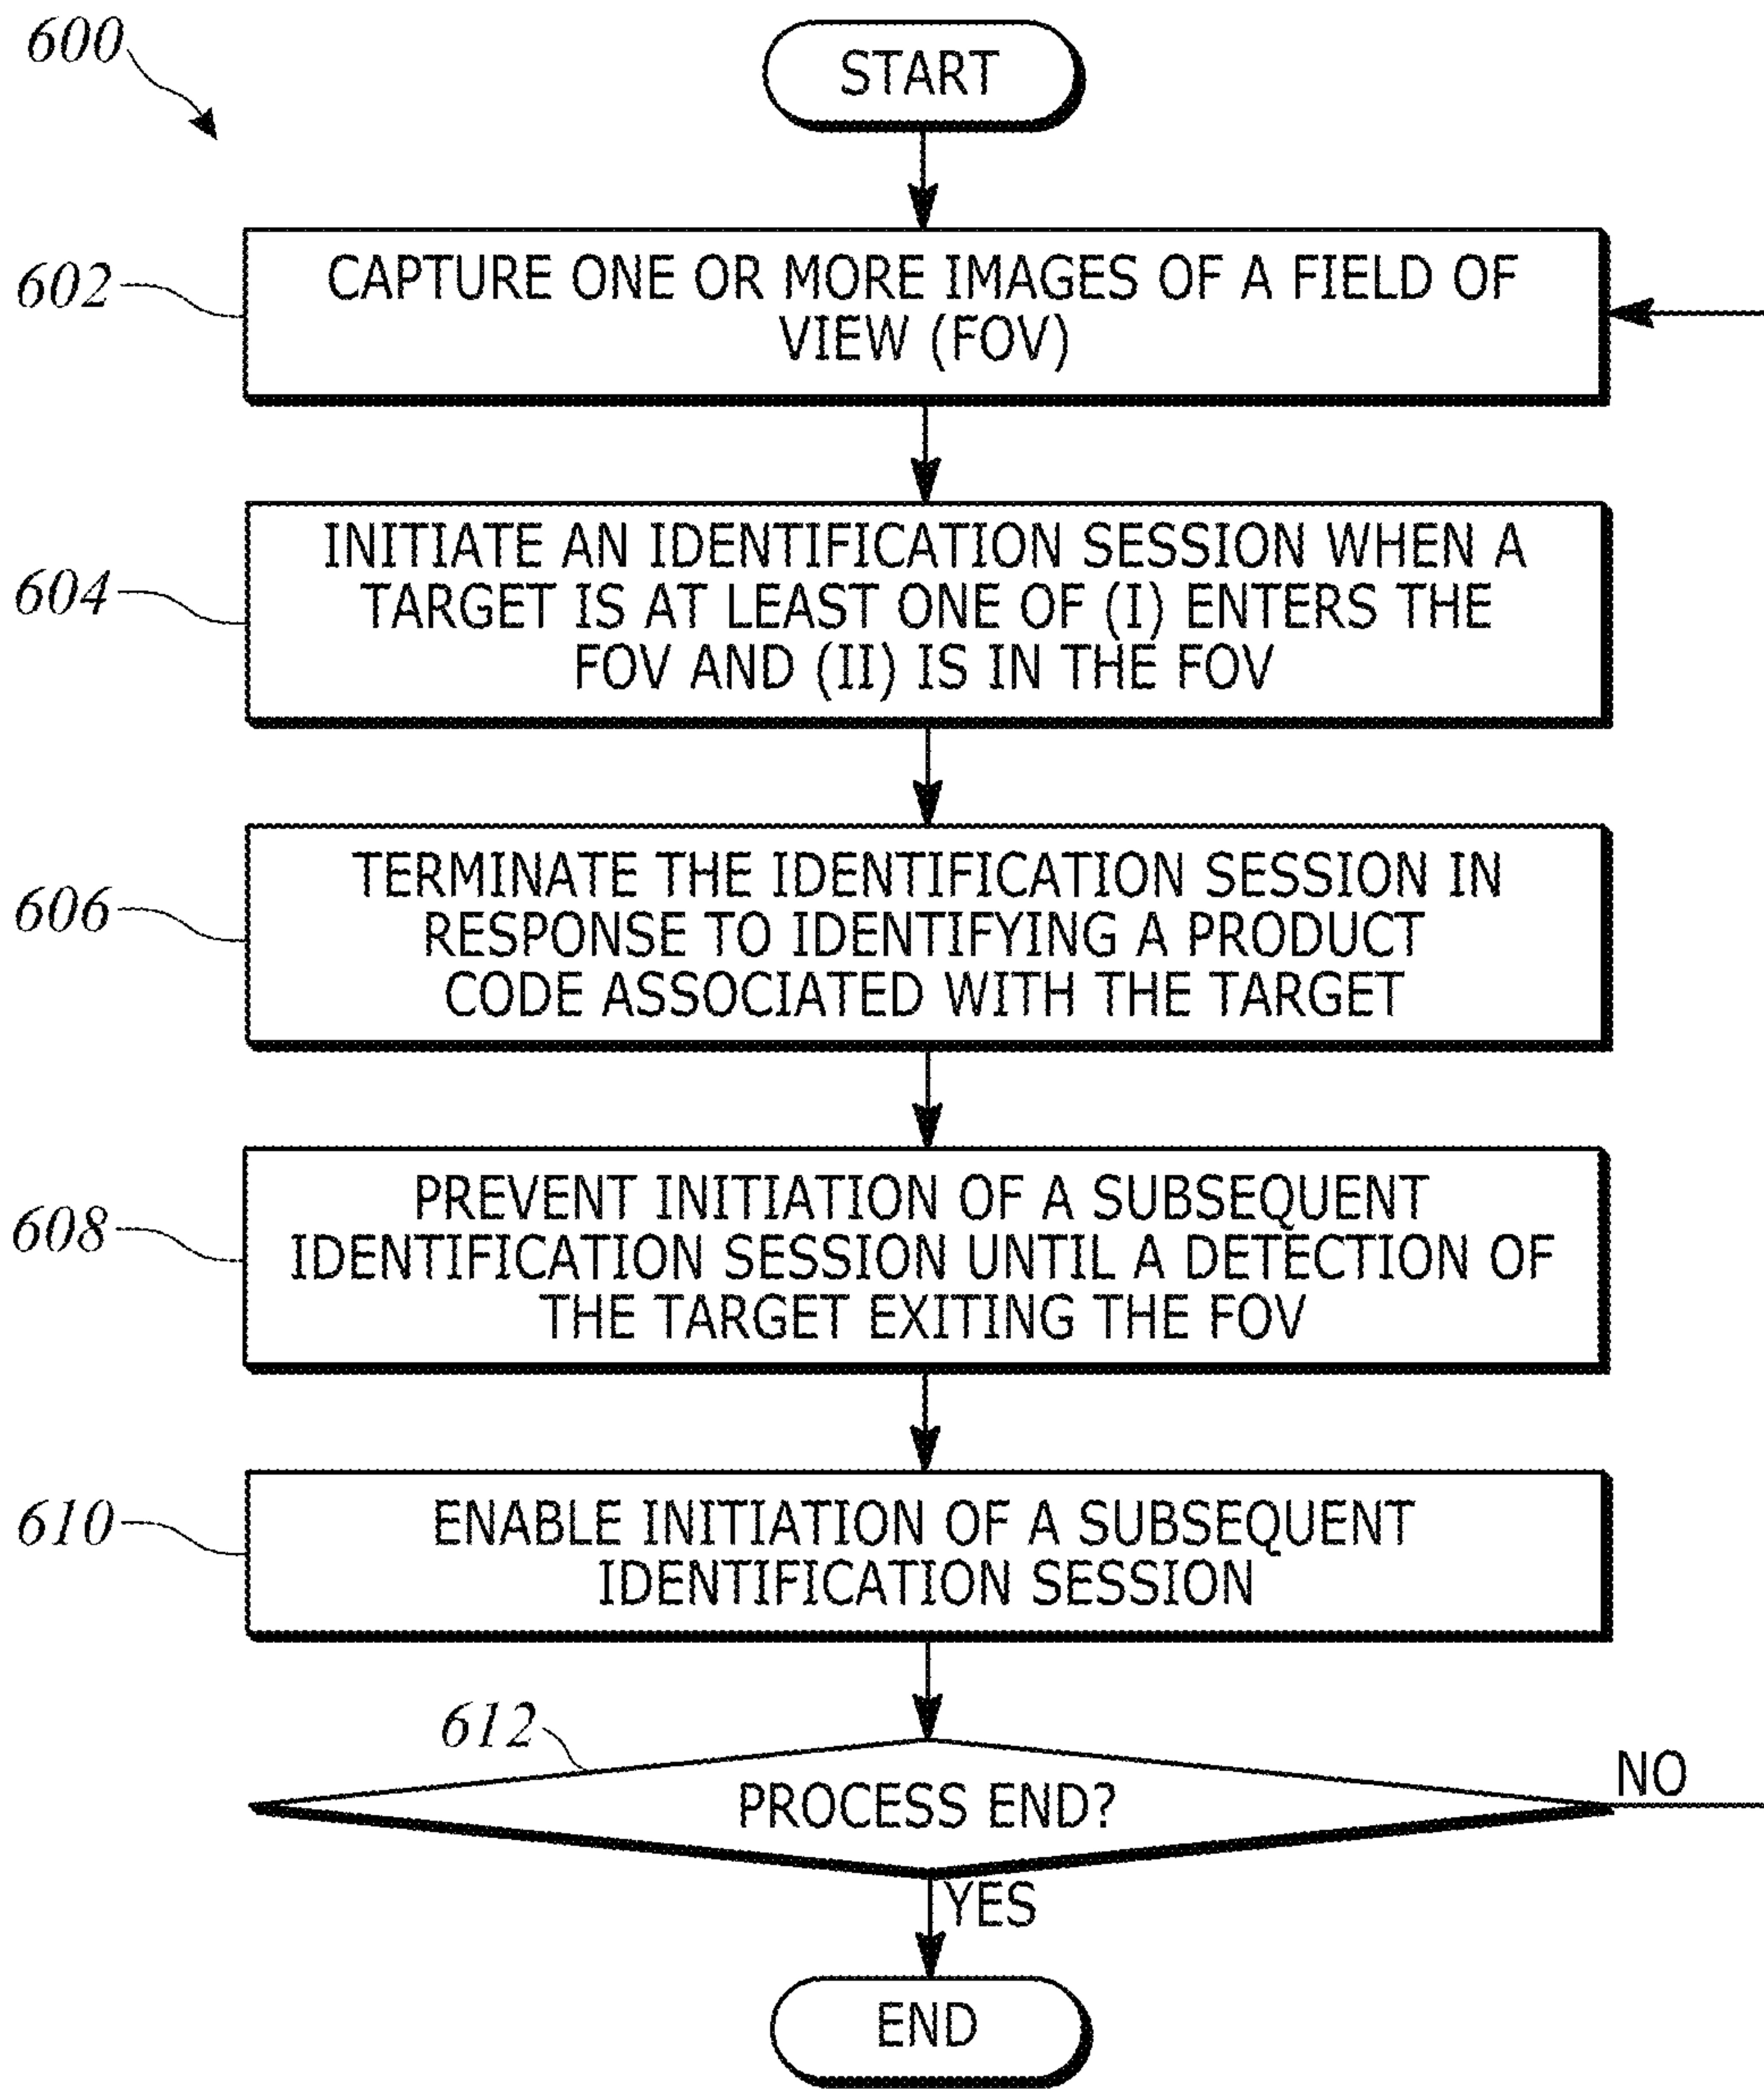 600
START
602
CAPTURE ONE OR MORE IMAGES OF A FIELD OF
VIEW (FOV)
604
INITIATE AN IDENTIFICATION SESSION WHEN A
TARGET IS AT LEAST ONE OF (I) ENTERS THE
FOV AND (II) IS IN THE FOV
606
TERMINATE THE IDENTIFICATION SESSION IN
RESPONSE TO IDENTIFYING A PRODUCT
CODE ASSOCIATED WITH THE TARGET
608
PREVENT INITIATION OF A SUBSEQUENT
IDENTIFICATION SESSION UNTIL A DETECTION OF
THE TARGET EXITING THE FOV
610
ENABLE INITIATION OF A SUBSEQUENT
IDENTIFICATION SESSION
612
PROCESS END?
NO
YES
END